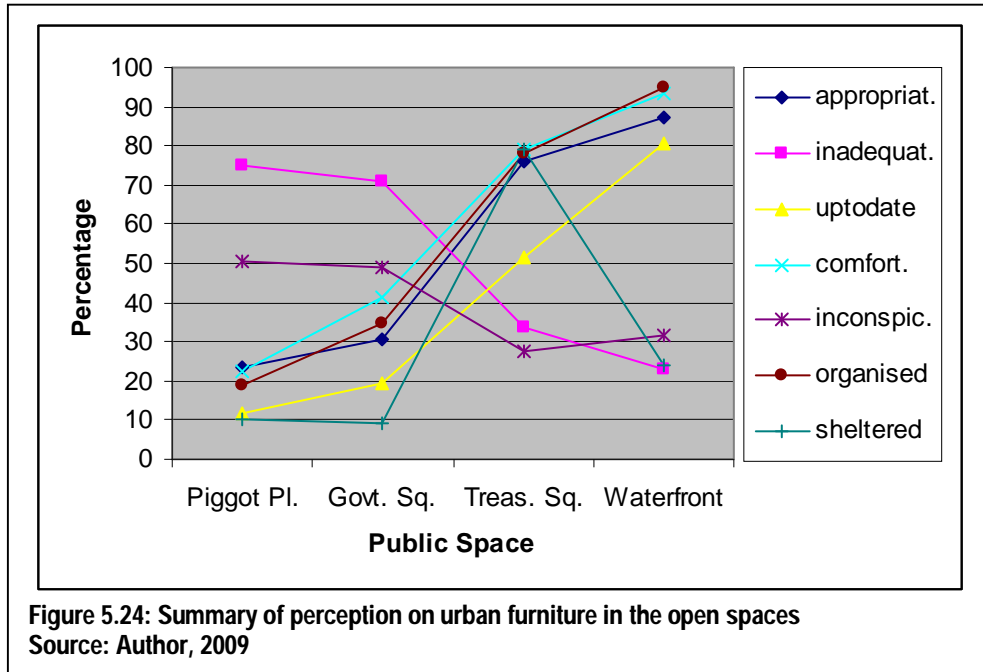 100
90
80
70
60
50
40
30
20
10
0
Percentage
Piggot Pl. Govt. Sq. Treas. Sq. Waterfront
Public Space
appropriat.
inadequat.
uptodate
comfort.
inconspic.
organised
sheltered
Figure 5.24: Summary of perception on urban furniture in the open spaces
Source: Author, 2009